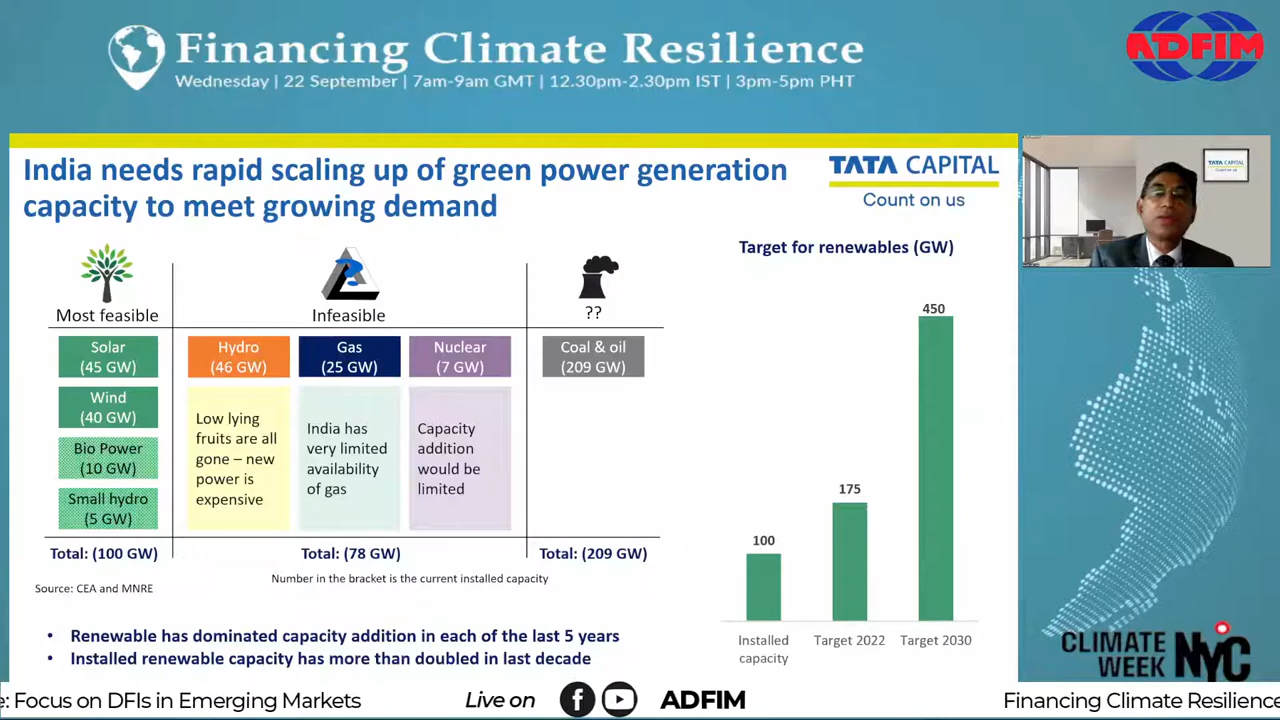 Financing Climate Resilience
Wednesday | 22 September | 7am-9am GMT | 12.30pm-2.30pm IST | 3pm-5pm PHT
ADFIM
India needs rapid scaling up of green power generation
capacity to meet growing demand
TATA CAPITAL
Count on us
TATA CAPITAL
Count on us
Most feasible
Infeasible
??
Solar
(45 GW)
Wind
(40 GW)
Bio Power
(10 GW)
Small hydro
(5 GW)
Hydro
(46 GW)
Low lying
fruits are all
gone – new
power is
expensive
Gas
(25 GW)
India has
very limited
availability
of gas
Nuclear
(7 GW)
Capacity
addition
would be
limited
Coal & oil
(209 GW)
Total: (100 GW)
Total: (78 GW)
Total: (209 GW)
Number in the bracket is the current installed capacity
Source: CEA and MNRE
Target for renewables (GW)
100
175
450
Installed
capacity
Target 2022
Target 2030
• Renewable has dominated capacity addition in each of the last 5 years
• Installed renewable capacity has more than doubled in last decade
CLIMATE
WEEK NYC
e: Focus on DFIs in Emerging Markets
Live on
ADFIM
Financing Climate Resilience